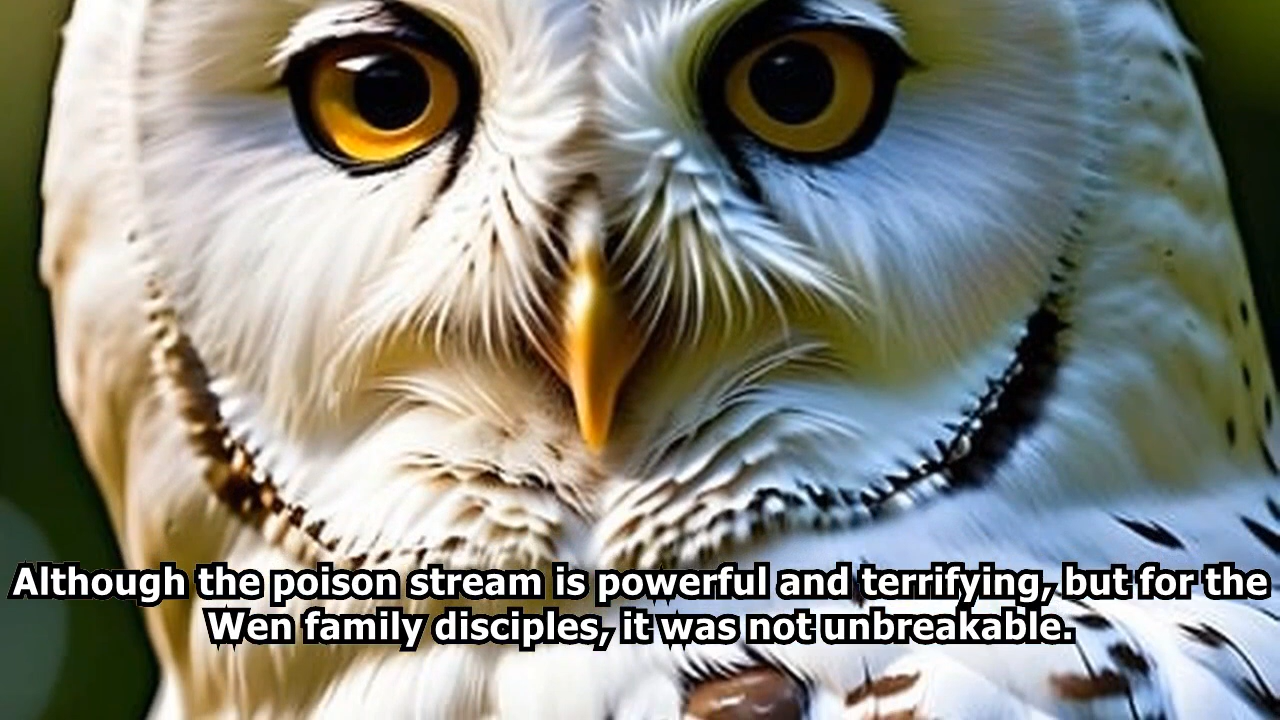 Although the poison stream is powerful and terrifying, but for the
Wen family disciples, it was not unbreakable.